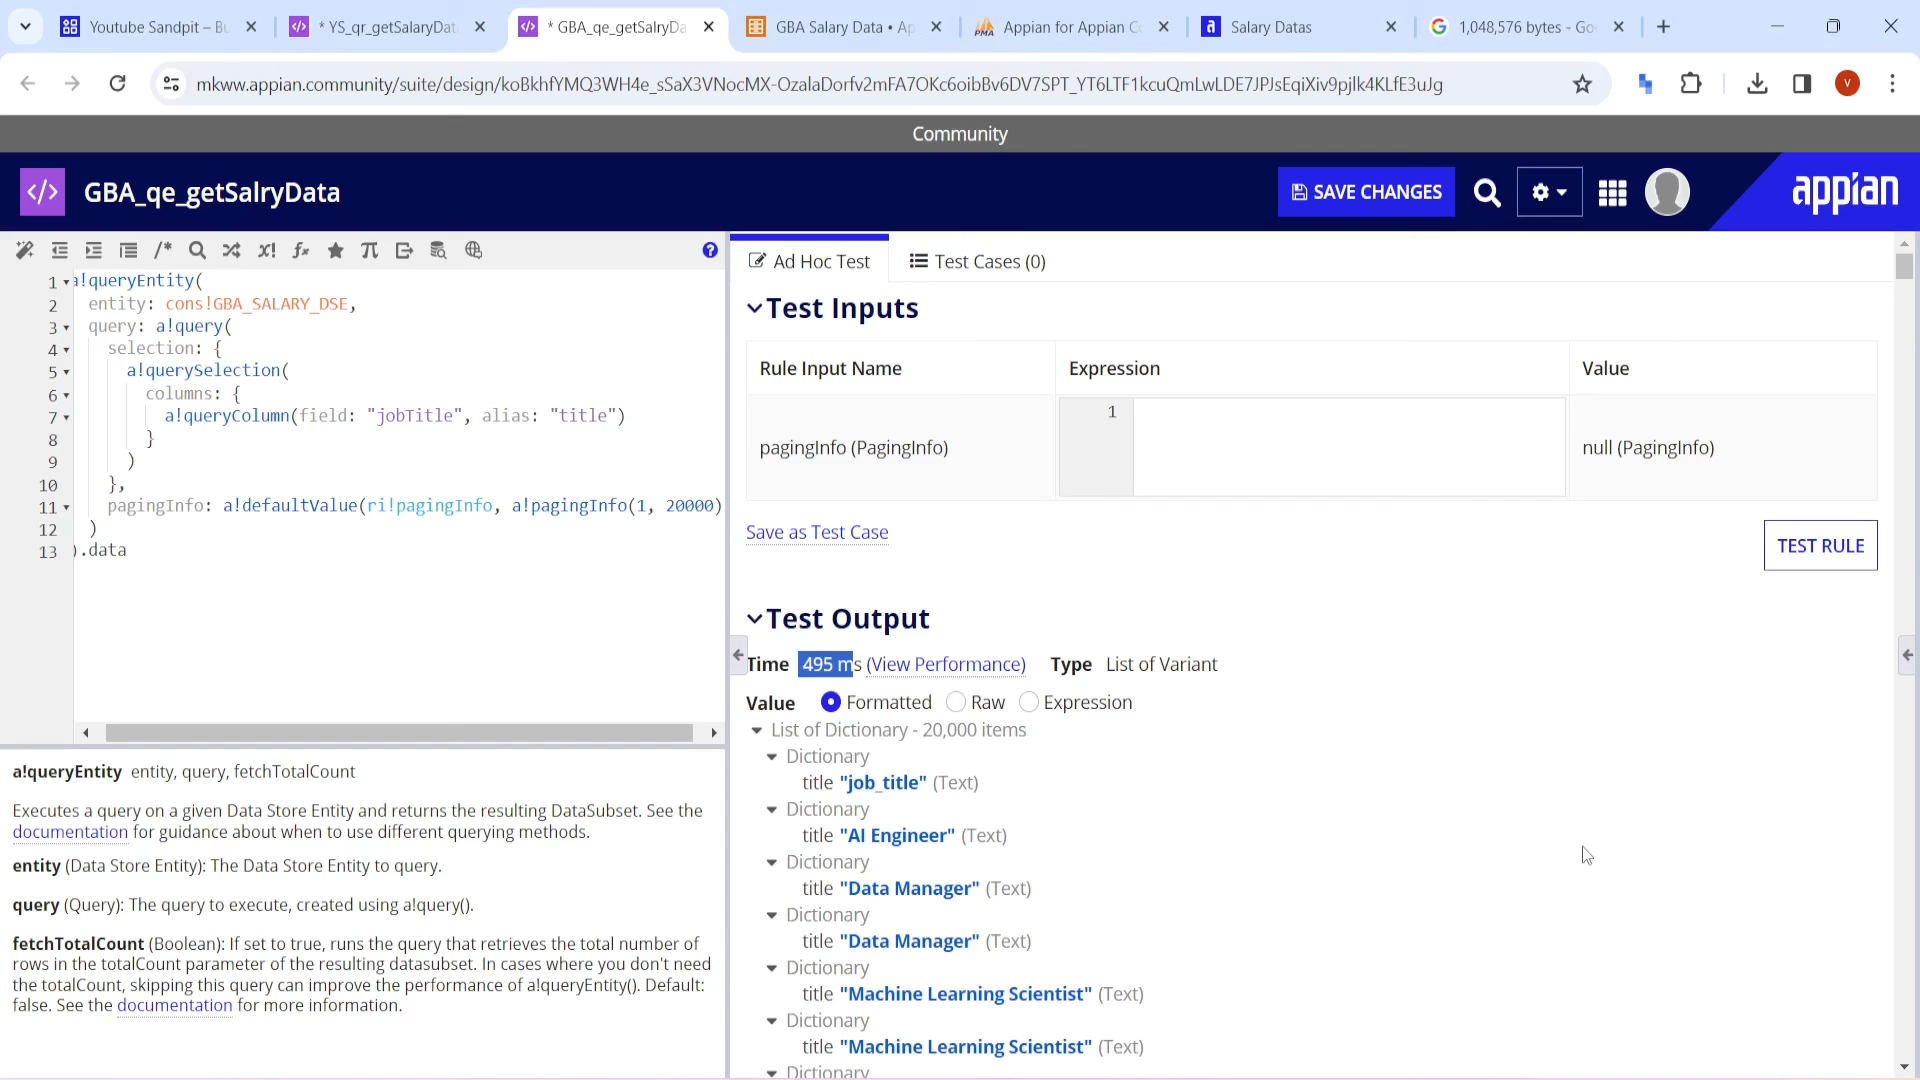 Youtube Sandpit – Bu
* YS_qr_getSalaryDat
* GBA_qe_getSalryDa
GBA Salary Data • Ap
PMA
Appian for Appian Co
a
Salary Datas
1,048,576 bytes - Goo
mkww.appian.community/suite/design/koBkhfYMQ3WH4e_sSaX3VNocMX-OzalaDorfv2mFA7OKc6oibBv6DV7SPT_YT6LTF1kcuQmLwLDE7JPJsEqiXiv9pjlk4KLfE3uJg
V
Community
GBA_qe_getSalryData
SAVE CHANGES
appian
1 a!queryEntity(
2 entity: cons!GBA_SALARY_DSE,
3 query: a!query(
4 selection: {
5 a!querySelection(
6 columns: {
7 a!queryColumn(field: "jobTitle", alias: "title")
8 }
9 )
10 },
11 pagingInfo: a!defaultValue(ri!pagingInfo, a!pagingInfo(1, 20000)
12 )
13 ).data
a!queryEntity entity, query, fetchTotalCount
Executes a query on a given Data Store Entity and returns the resulting DataSubset. See the
documentation for guidance about when to use different querying methods.
entity (Data Store Entity): The Data Store Entity to query.
query (Query): The query to execute, created using a!query().
fetchTotalCount (Boolean): If set to true, runs the query that retrieves the total number of
rows in the totalCount parameter of the resulting datasubset. In cases where you don't need
the totalCount, skipping this query can improve the performance of a!queryEntity(). Default:
false. See the documentation for more information.
Ad Hoc Test
Test Cases (0)
Test Inputs
Rule Input Name
Expression
Value
pagingInfo (PagingInfo)
1
null (PagingInfo)
Save as Test Case
TEST RULE
Test Output
Time 495 ms (View Performance) Type List of Variant
Value Formatted Raw Expression
List of Dictionary - 20,000 items
Dictionary
title "job_title" (Text)
Dictionary
title "AI Engineer" (Text)
Dictionary
title "Data Manager" (Text)
Dictionary
title "Data Manager" (Text)
Dictionary
title "Machine Learning Scientist" (Text)
Dictionary
title "Machine Learning Scientist" (Text)
Dictionary